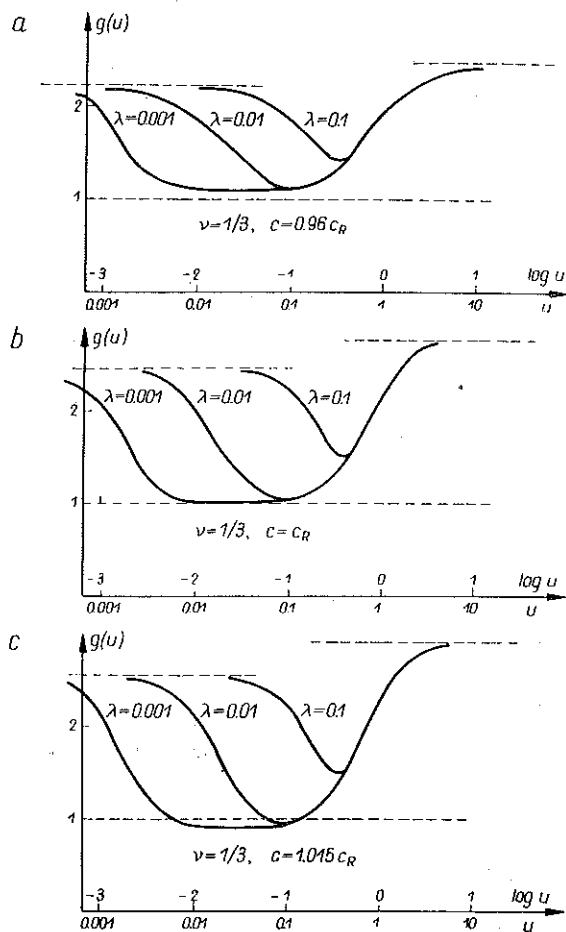 a
g(u)
2
λ=0.001 λ=0.01 λ=0.1
1
ν=1/3, c=0.96 c_R
-3 -2 -1 0 1 log u
0.001 0.01 0.1 1 10 u
b
g(u)
2
λ=0.001 λ=0.01 λ=0.1
1
ν=1/3, c=c_R
-3 -2 -1 0 1 log u
0.001 0.01 0.1 1 10 u
c
g(u)
2
λ=0.001 λ=0.01 λ=0.1
1
ν=1/3, c=1.015 c_R
-3 -2 -1 0 1 log u
0.001 0.01 0.1 1 10 u